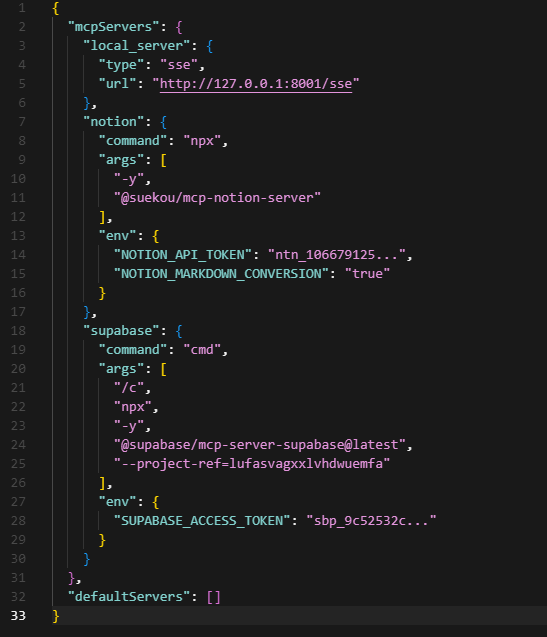 1 {
2 "mcpServers": {
3 "local_server": {
4 "type": "sse",
5 "url": "http://127.0.0.1:8001/sse"
6 },
7 "notion": {
8 "command": "npx",
9 "args": [
10 "-y",
11 "@suekou/mcp-notion-server"
12 ],
13 "env": {
14 "NOTION_API_TOKEN": "ntn_106679125...",
15 "NOTION_MARKDOWN_CONVERSION": "true"
16 }
17 },
18 "supabase": {
19 "command": "cmd",
20 "args": [
21 "/c",
22 "npx",
23 "-y",
24 "@supabase/mcp-server-supabase@latest",
25 "--project-ref=lufasvagxxlvhdwuemfa"
26 ],
27 "env": {
28 "SUPABASE_ACCESS_TOKEN": "sbp_9c52532c..."
29 }
30 }
31 },
32 "defaultServers": []
33 }